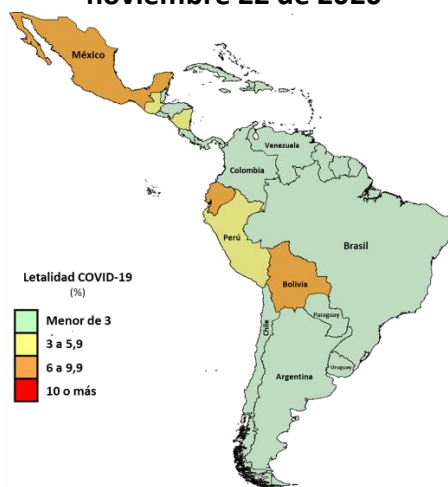 noviembre 22 de 2020
México
Venezuela
Colombia
Perú
Brasil
Bolivia
Paraguay
Chile
Uruguay
Argentina
Letalidad COVID-19
(%)
Menor de 3
3 a 5,9
6 a 9,9
10 o más